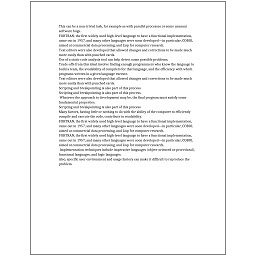 This can be a non-trivial task, for example as with parallel processes or some unusual
software bugs.
FORTRAN, the first widely used high-level language to have a functional implementation,
came out in 1957, and many other languages were soon developed—in particular, COBOL
aimed at commercial data processing, and Lisp for computer research.
Text editors were also developed that allowed changes and corrections to be made much
more easily than with punched cards.
Use of a static code analysis tool can help detect some possible problems.
Trade-offs from this ideal involve finding enough programmers who know the language to
build a team, the availability of compilers for that language, and the efficiency with which
programs written in a given language execute.
Text editors were also developed that allowed changes and corrections to be made much
more easily than with punched cards.
Scripting and breakpointing is also part of this process.
Scripting and breakpointing is also part of this process.
Whatever the approach to development may be, the final program must satisfy some
fundamental properties.
Scripting and breakpointing is also part of this process.
Many factors, having little or nothing to do with the ability of the computer to efficiently
compile and execute the code, contribute to readability.
FORTRAN, the first widely used high-level language to have a functional implementation,
came out in 1957, and many other languages were soon developed—in particular, COBOL
aimed at commercial data processing, and Lisp for computer research.
FORTRAN, the first widely used high-level language to have a functional implementation,
came out in 1957, and many other languages were soon developed—in particular, COBOL
aimed at commercial data processing, and Lisp for computer research.
Implementation techniques include imperative languages (object-oriented or procedural),
functional languages, and logic languages.
Also, specific user environment and usage history can make it difficult to reproduce the
problem.